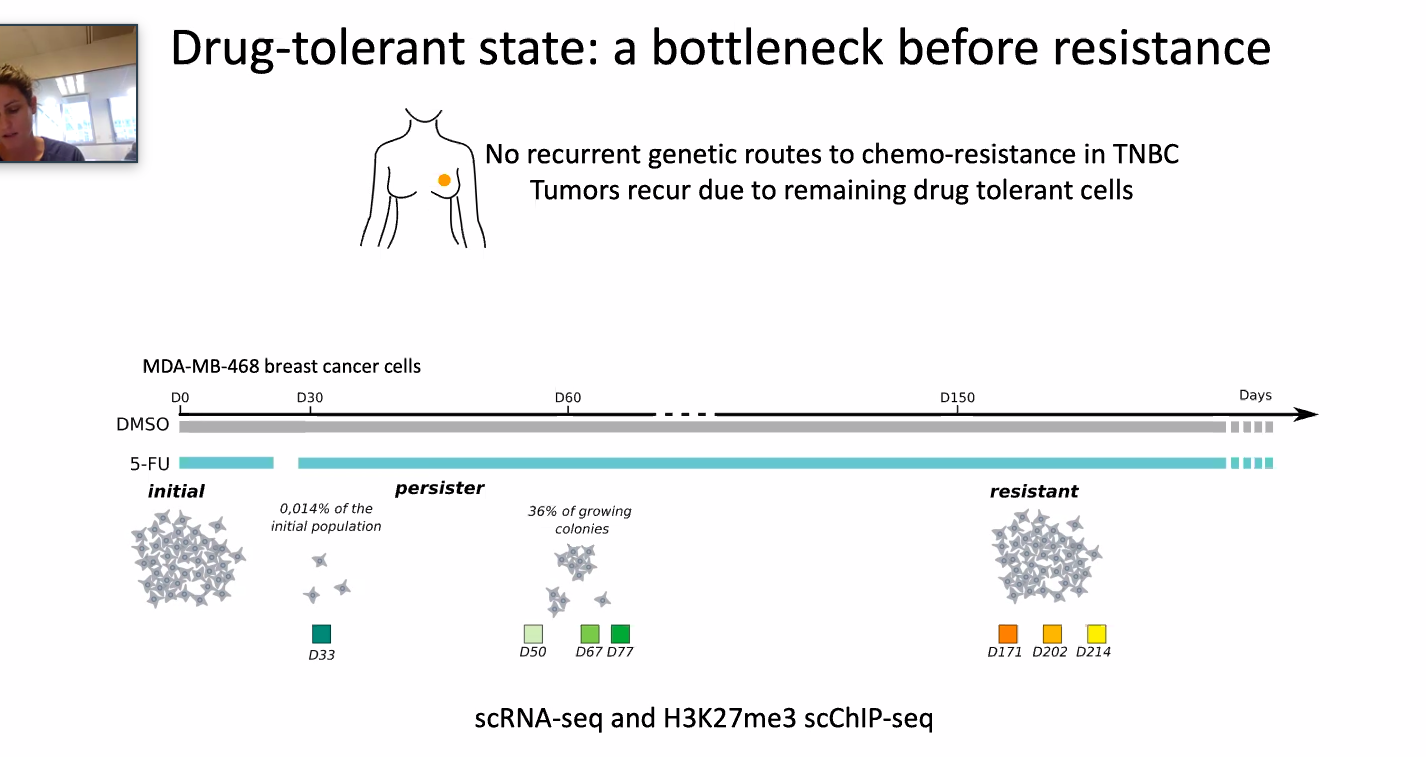 Drug-tolerant state: a bottleneck before resistance
No recurrent genetic routes to chemo-resistance in TNBC
Tumors recur due to remaining drug tolerant cells
MDA-MB-468 breast cancer cells
D0 D30 D60 D150 Days
DMSO
5-FU
initial persister resistant
0,014% of the
initial population
36% of growing
colonies
D33 D50 D67 D77 D171 D202 D214
scRNA-seq and H3K27me3 scChIP-seq